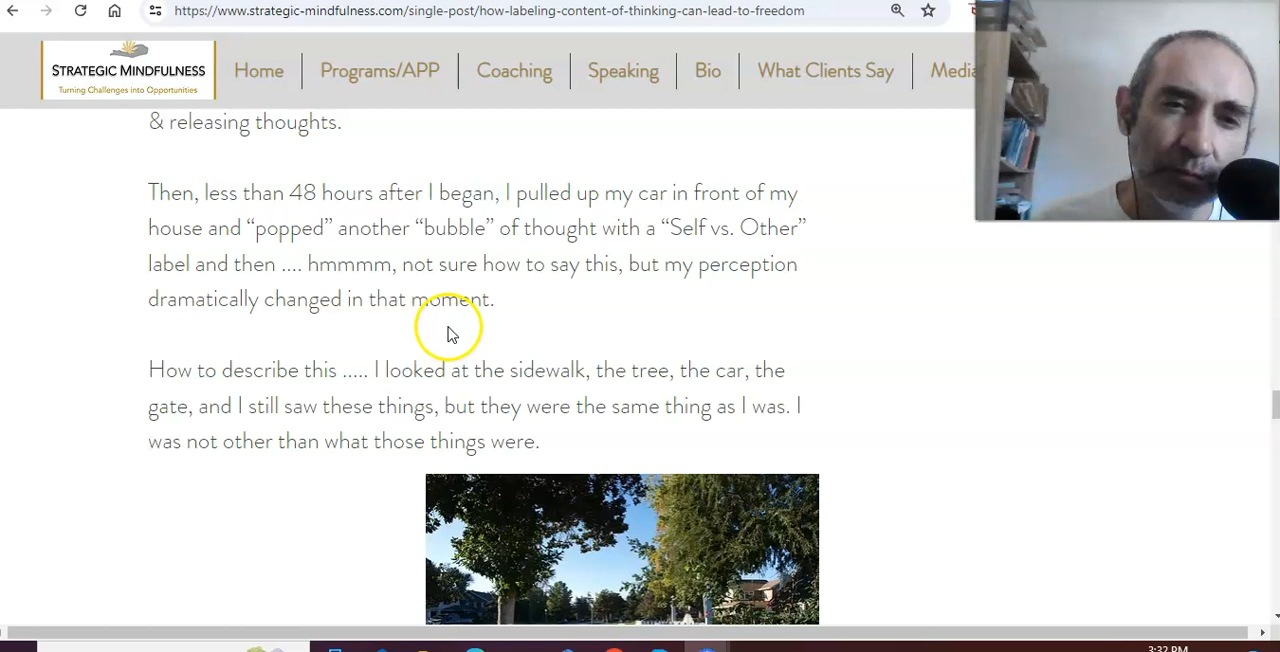 https://www.strategic-mindfulness.com/single-post/how-labeling-content-of-thinking-can-lead-to-freedom
STRATEGIC MINDFULNESS
Turning Challenges into Opportunities
Home Programs/APP Coaching Speaking Bio What Clients Say Media
& releasing thoughts.
Then, less than 48 hours after I began, I pulled up my car in front of my
house and “popped” another “bubble” of thought with a “Self vs. Other”
label and then .... hmmmm, not sure how to say this, but my perception
dramatically changed in that moment.
How to describe this ..... I looked at the sidewalk, the tree, the car, the
gate, and I still saw these things, but they were the same thing as I was. I
was not other than what those things were.
3:32 PM